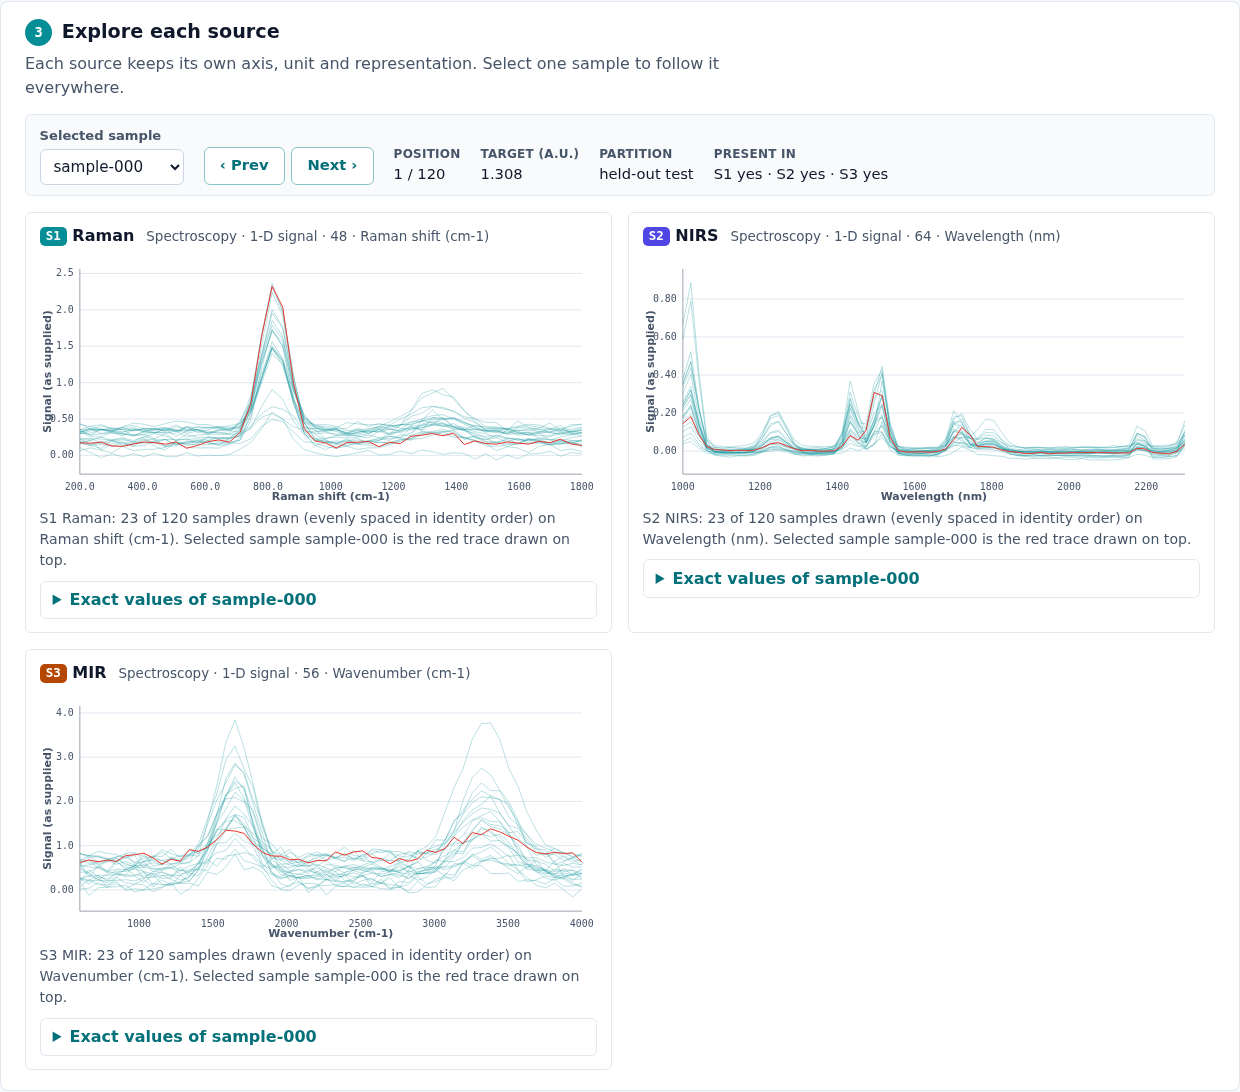 3 Explore each source
Each source keeps its own axis, unit and representation. Select one sample to follow it
everywhere.
Selected sample
sample-000
‹ Prev
Next ›
POSITION
1 / 120
TARGET (A.U.)
1.308
PARTITION
held-out test
PRESENT IN
S1 yes · S2 yes · S3 yes
S1 Raman Spectroscopy · 1-D signal · 48 · Raman shift (cm-1)
Signal (as supplied)
2.5
2.0
1.5
1.0
0.50
0.00
200.0 400.0 600.0 800.0 1000 1200 1400 1600 1800
Raman shift (cm-1)
S1 Raman: 23 of 120 samples drawn (evenly spaced in identity order) on
Raman shift (cm-1). Selected sample sample-000 is the red trace drawn on
top.
Exact values of sample-000
S2 NIRS Spectroscopy · 1-D signal · 64 · Wavelength (nm)
Signal (as supplied)
0.80
0.60
0.40
0.20
0.00
1000 1200 1400 1600 1800 2000 2200
Wavelength (nm)
S2 NIRS: 23 of 120 samples drawn (evenly spaced in identity order) on
Wavelength (nm). Selected sample sample-000 is the red trace drawn on top.
Exact values of sample-000
S3 MIR Spectroscopy · 1-D signal · 56 · Wavenumber (cm-1)
Signal (as supplied)
4.0
3.0
2.0
1.0
0.00
1000 1500 2000 2500 3000 3500 4000
Wavenumber (cm-1)
S3 MIR: 23 of 120 samples drawn (evenly spaced in identity order) on
Wavenumber (cm-1). Selected sample sample-000 is the red trace drawn on
top.
Exact values of sample-000